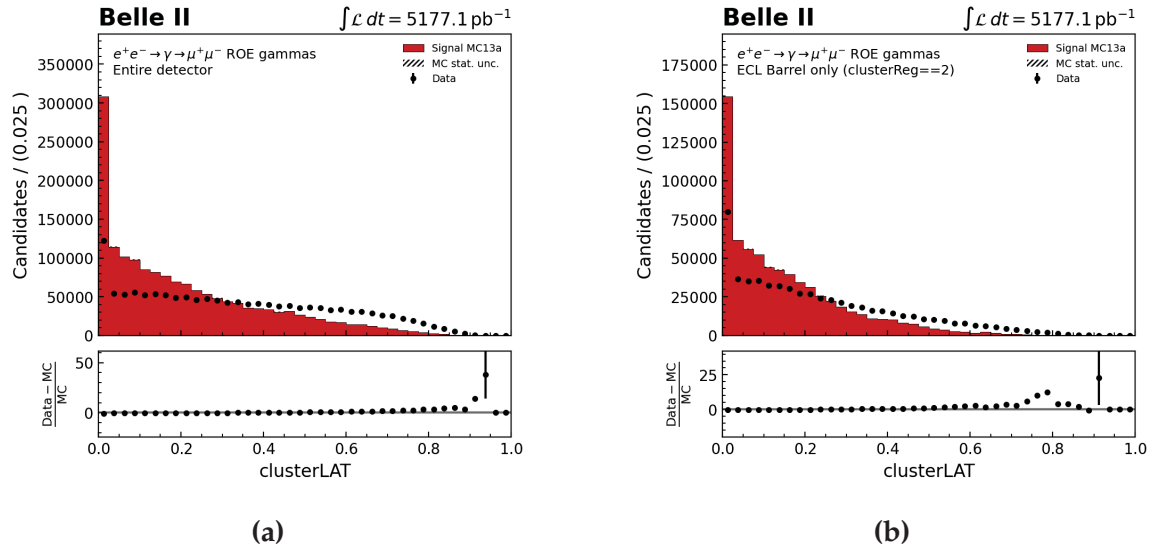 Belle II
∫ℒ dt = 5177.1 pb⁻¹
e⁺e⁻ → γ → μ⁺μ⁻ ROE gammas
Entire detector
Signal MC13a
MC stat. unc.
Data
Candidates / (0.025 )
350000
300000
250000
200000
150000
100000
50000
0
Data − MC
MC
50
0
0.0 0.2 0.4 0.6 0.8 1.0
clusterLAT
(a)
Belle II
∫ℒ dt = 5177.1 pb⁻¹
e⁺e⁻ → γ → μ⁺μ⁻ ROE gammas
ECL Barrel only (clusterReg==2)
Signal MC13a
MC stat. unc.
Data
Candidates / (0.025 )
175000
150000
125000
100000
75000
50000
25000
0
Data − MC
MC
25
0
0.0 0.2 0.4 0.6 0.8 1.0
clusterLAT
(b)